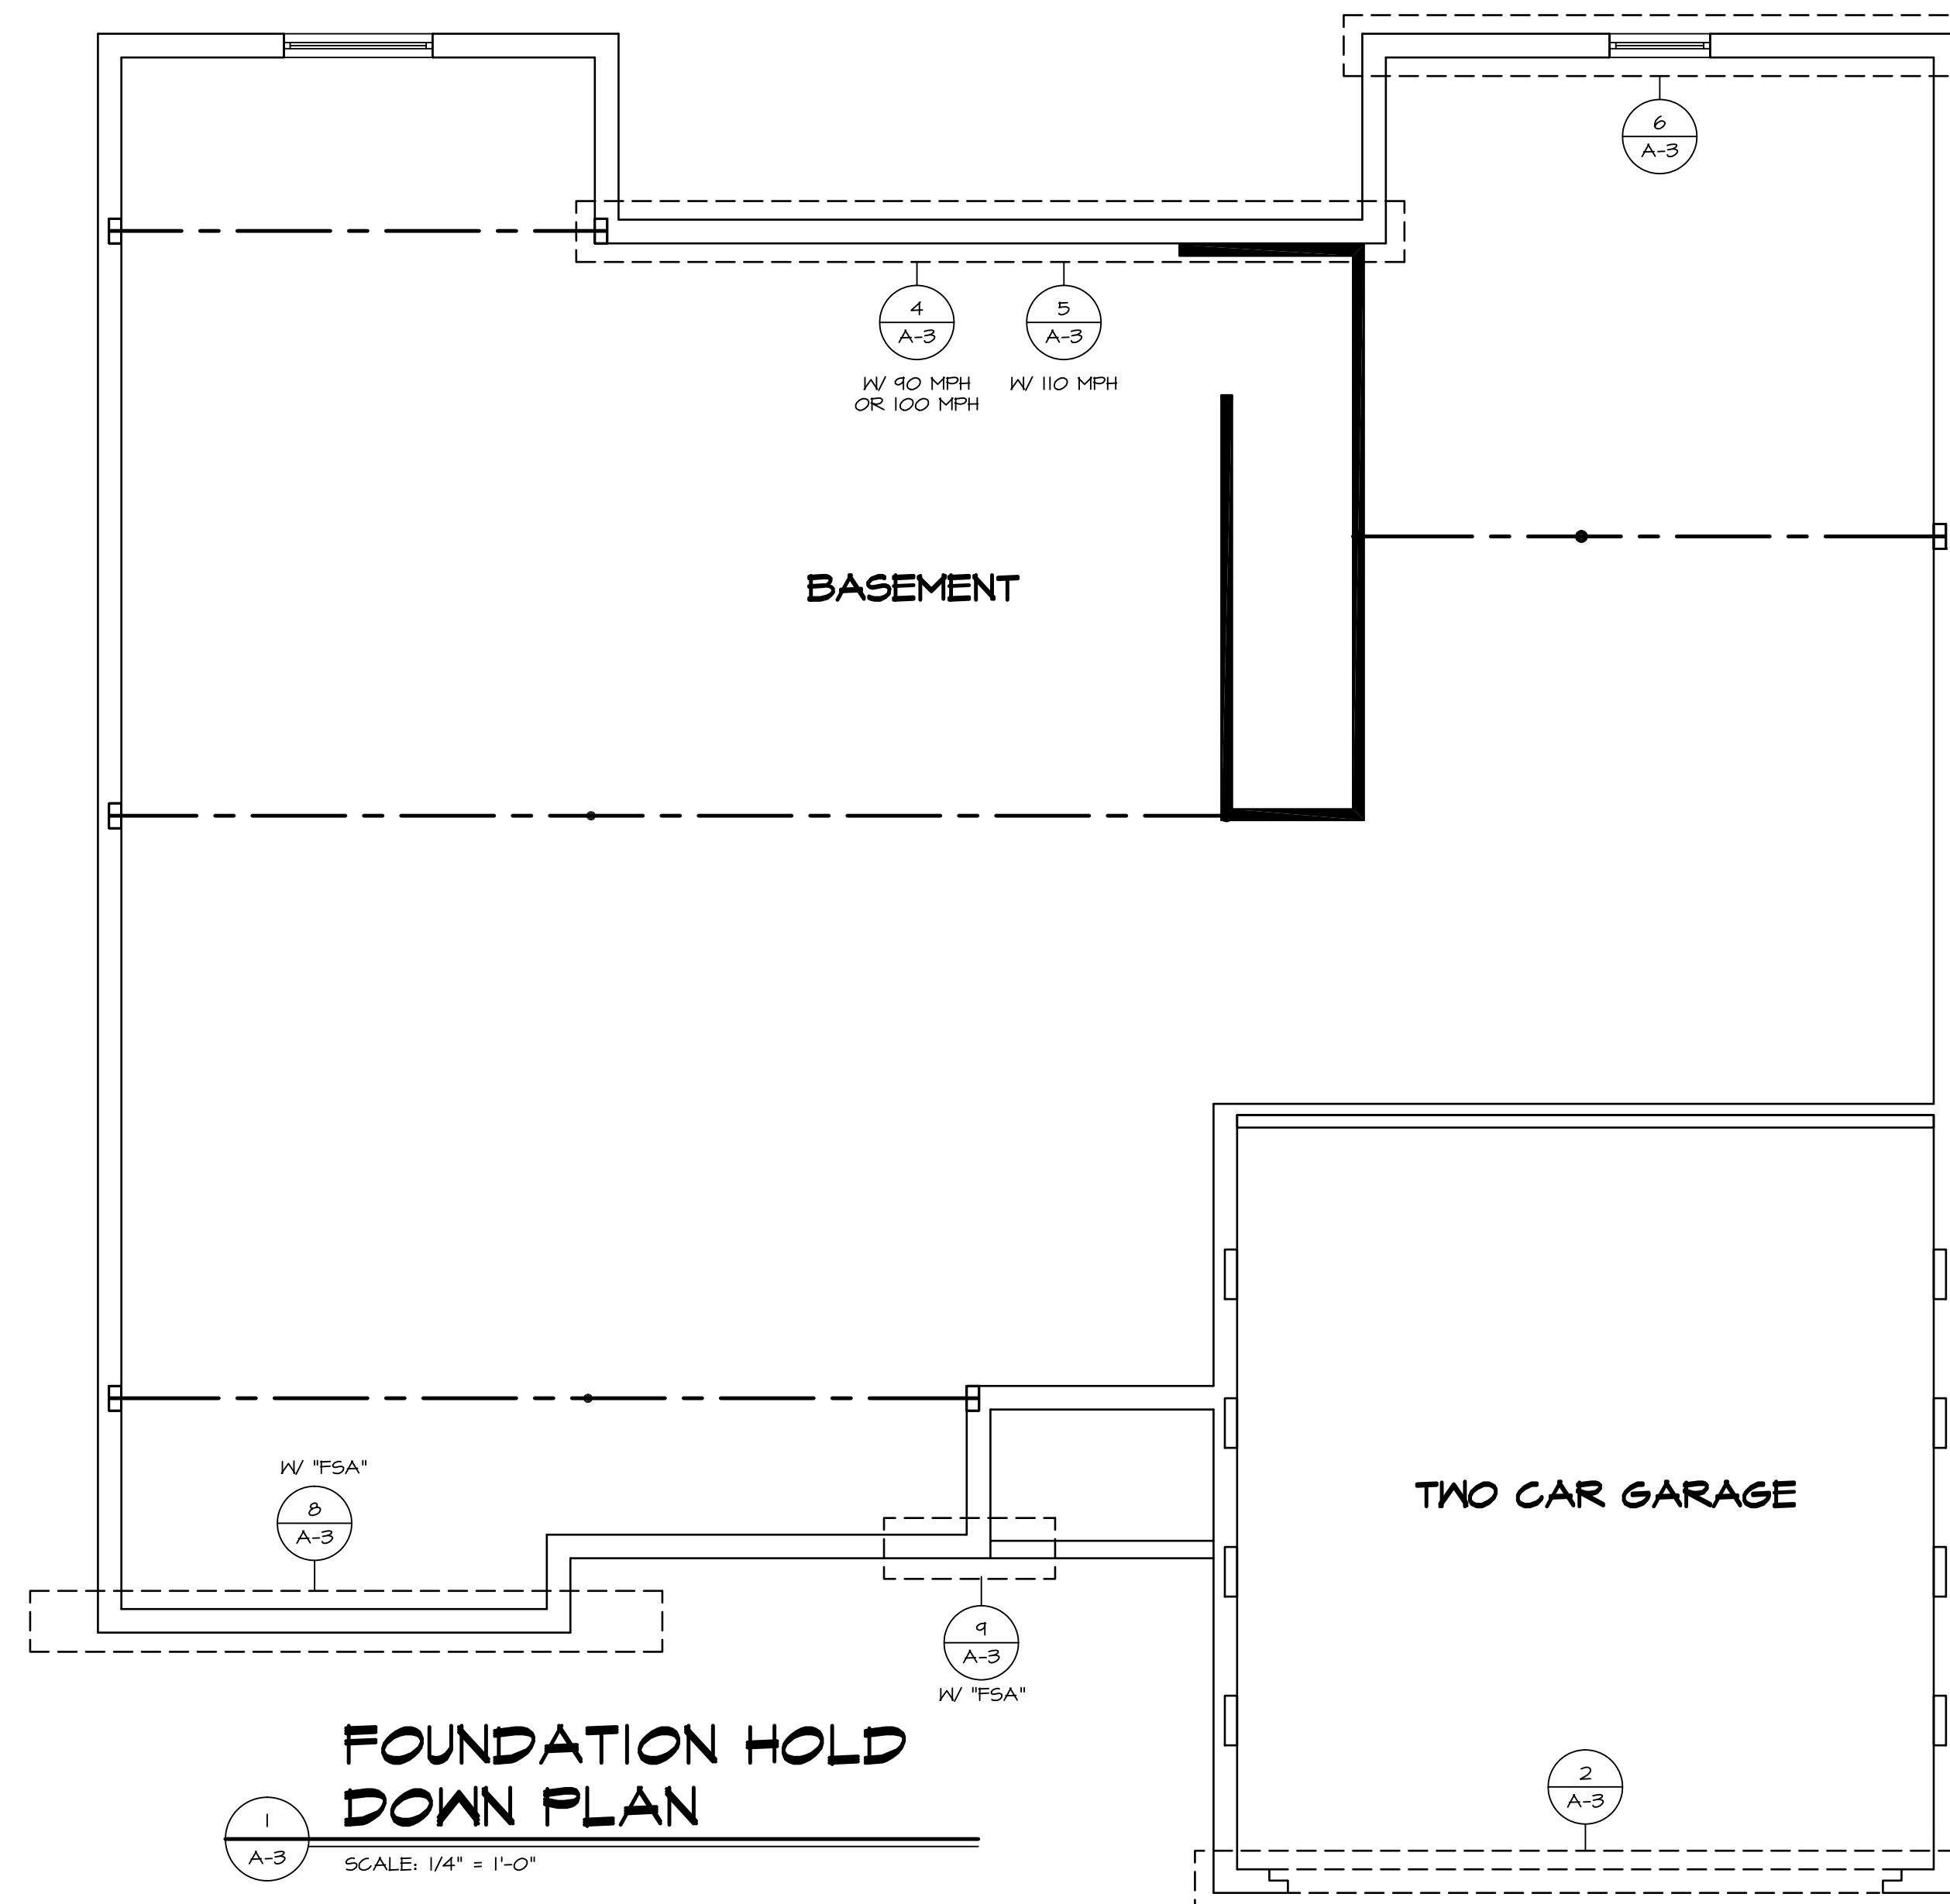 6
A-3
4
A-3
5
A-3
W/ 90 MPH
OR 100 MPH
W/ 110 MPH
BASEMENT
W/ "FSA"
8
A-3
TWO CAR GARAGE
9
A-3
W/ "FSA"
FOUNDATION HOLD
DOWN PLAN
1
A-3
SCALE: 1/4" = 1'-0"
2
A-3